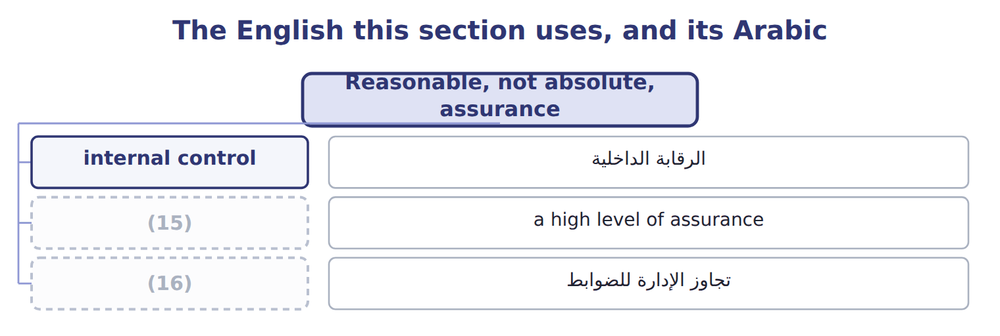 The English this section uses, and its Arabic
Reasonable, not absolute,
assurance
internal control
الرقابة الداخلية
(15)
a high level of assurance
(16)
تجاوز الإدارة للضوابط